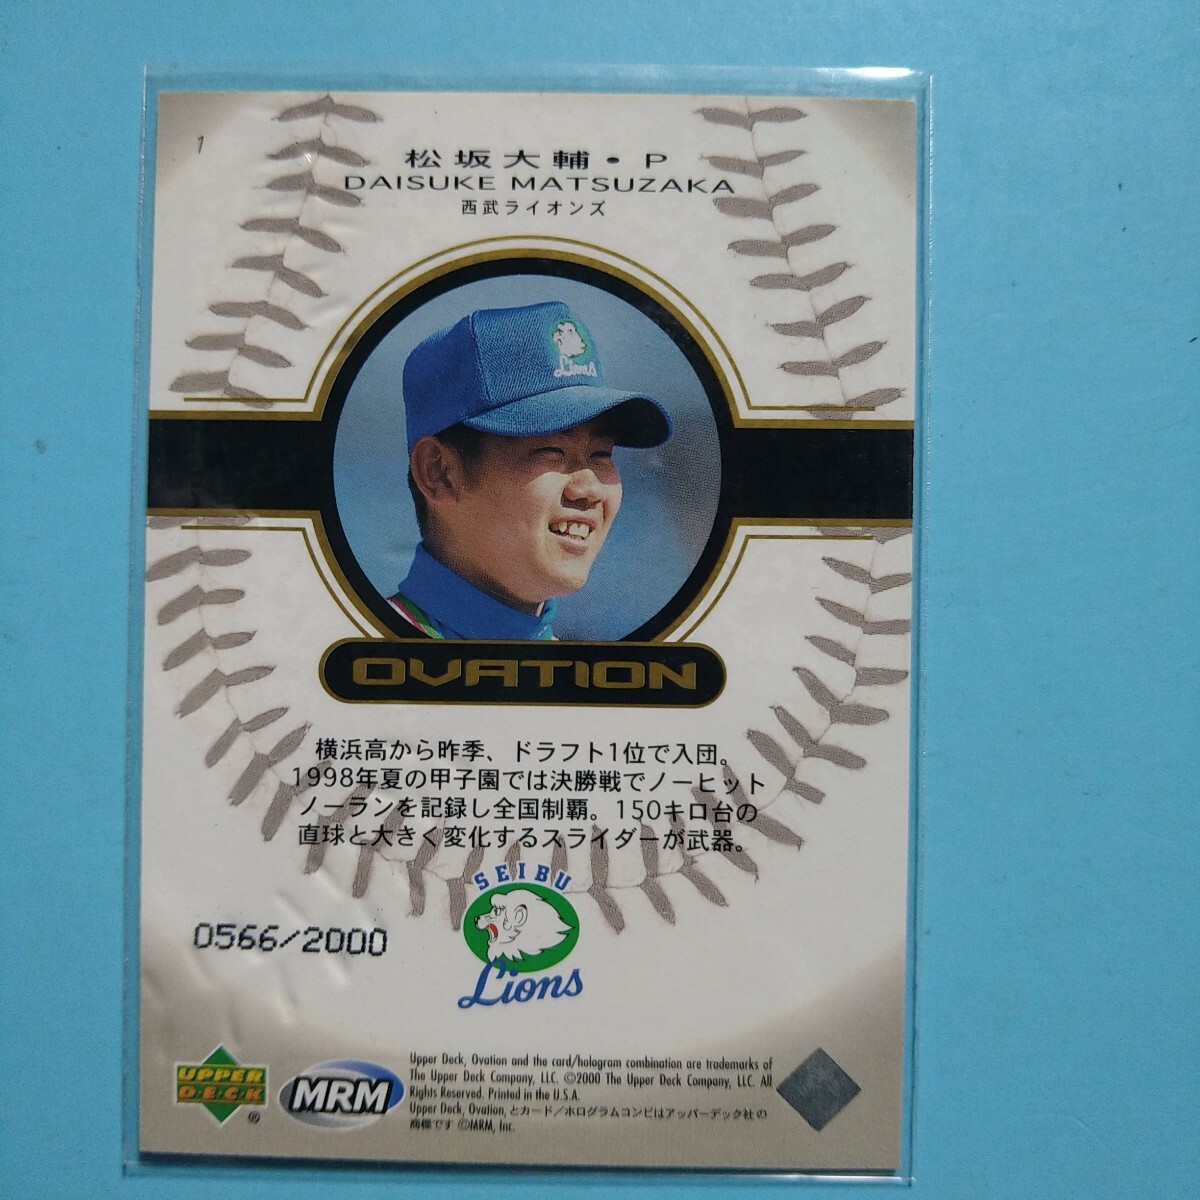 1
松坂大輔・P
DAISUKE MATSUZAKA
西武ライオンズ
Lions
OVATION
横浜高から昨季、ドラフト1位で入団。
1998年夏の甲子園では決勝戦でノーヒット
ノーランを記録し全国制覇。150キロ台の
直球と大きく変化するスライダーが武器。
SEIBU
Lions
0566/2000
UPPER
D·E·C·K
®
MRM
Upper Deck, Ovation and the card/hologram combination are trademarks of
The Upper Deck Company, LLC. ©2000 The Upper Deck Company, LLC. All
Rights Reserved. Printed in the U.S.A.
Upper Deck, Ovation, とカード／ホログラムコンビはアッパーデック社の
商標です ©MRM, Inc.